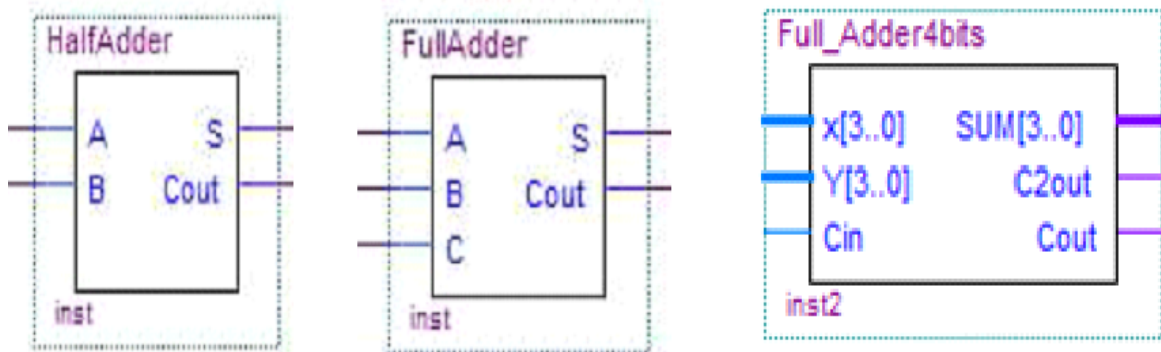 HalfAdder
A S
B Cout
inst
FullAdder
A S
B Cout
C
inst
Full_Adder4bits
x[3..0] SUM[3..0]
Y[3..0] C2out
Cin Cout
inst2